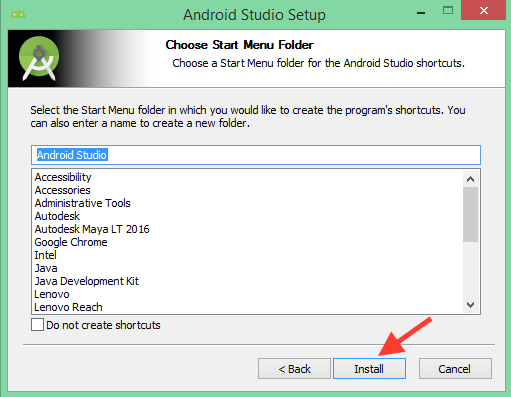 Android Studio Setup
Choose Start Menu Folder
Choose a Start Menu folder for the Android Studio shortcuts.
Select the Start Menu folder in which you would like to create the program's shortcuts. You
can also enter a name to create a new folder.
Android Studio
Accessibility
Accessories
Administrative Tools
Autodesk
Autodesk Maya LT 2016
Google Chrome
Intel
Java
Java Development Kit
Lenovo
Lenovo Reach
Do not create shortcuts
< Back
Install
Cancel